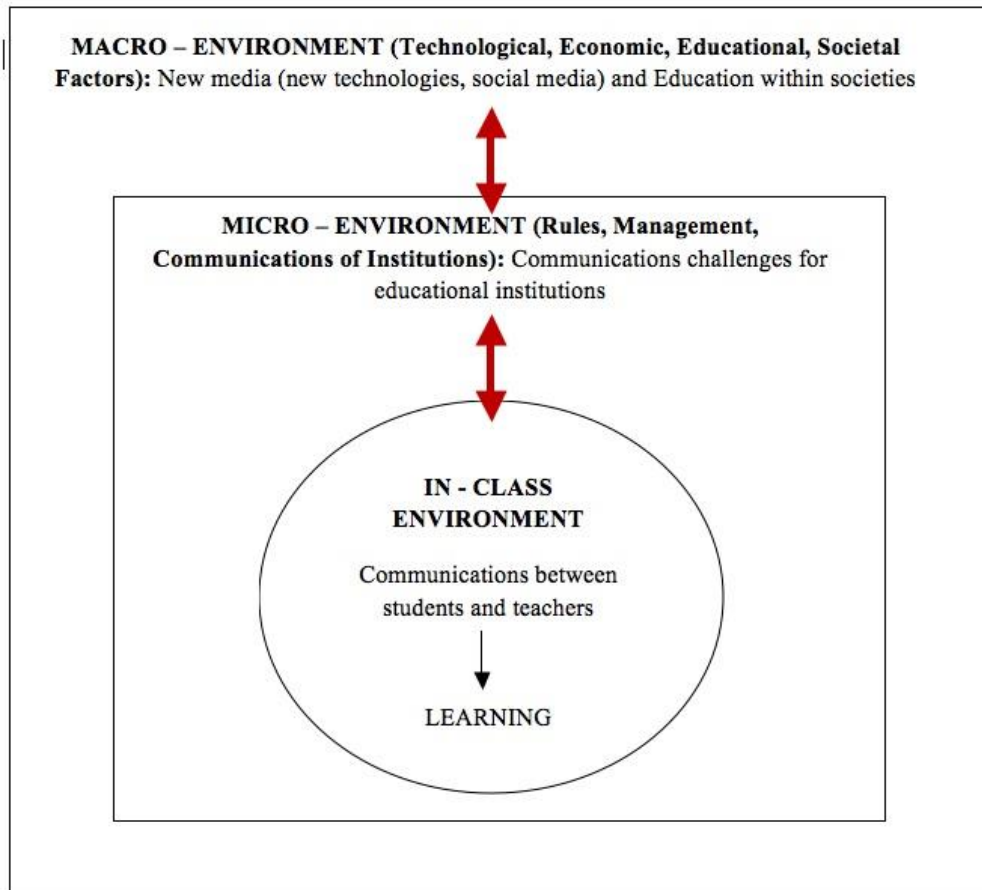 MACRO – ENVIRONMENT (Technological, Economic, Educational, Societal
Factors): New media (new technologies, social media) and Education within societies
MICRO – ENVIRONMENT (Rules, Management,
Communications of Institutions): Communications challenges for
educational institutions
IN - CLASS
ENVIRONMENT
Communications between
students and teachers
LEARNING